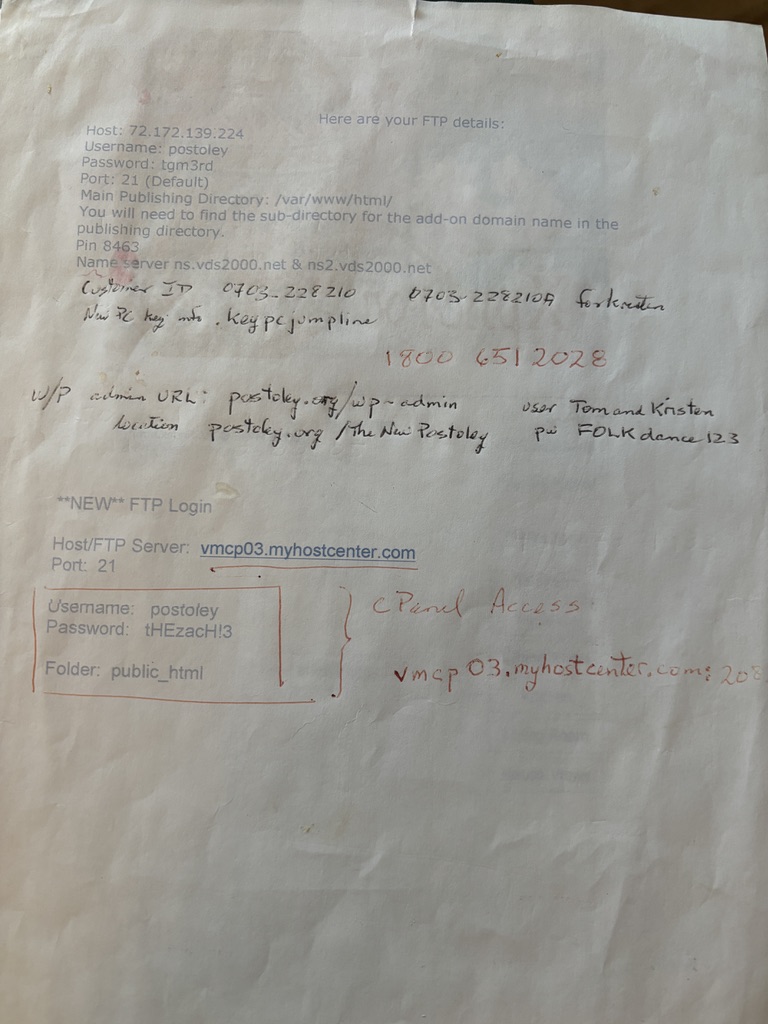 Here are your FTP details:
Host: 72.172.139.224
Username: postoley
Password: tgm3rd
Port: 21 (Default)
Main Publishing Directory: /var/www/html/
You will need to find the sub-directory for the add-on domain name in the
publishing directory.
Pin 8463
Name server ns.vds2000.net & ns2.vds2000.net
Customer ID 0703-228210 0703-228210A for kristen
New PC key . keypcjumpline
1800 651 2028
W/P admin URL: postoley.org/wp-admin user Tom and Kristen
location postoley.org /The New Postoley pw FOLKdance123
**NEW** FTP Login
Host/FTP Server: vmcp03.myhostcenter.com
Port: 21
Username: postoley cPanel Access
Password: tHEzacH!3
Folder: public_html vmcp03.myhostcenter.com: 208